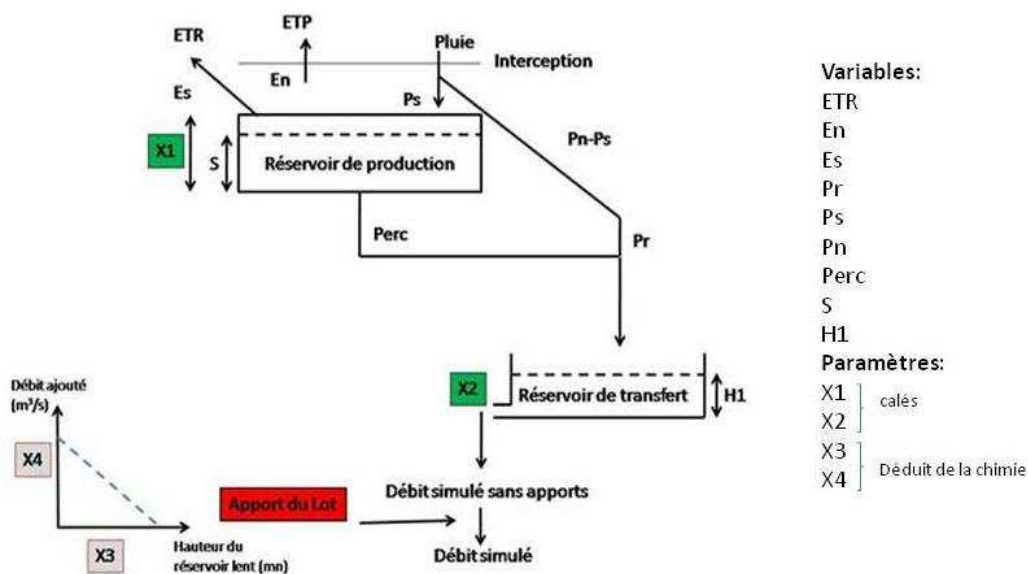 ETP
ETR
Pluie
Interception
En
Es
Ps
X1
S
Réservoir de production
Pn-Ps
Perc
Pr
X2
Réservoir de transfert
H1
Débit ajouté
(m³/s)
X4
X3
Hauteur du
réservoir lent (mn)
Apport du Lot
Débit simulé sans apports
Débit simulé
Variables:
ETR
En
Es
Pr
Ps
Pn
Perc
S
H1
Paramètres:
X1
X2
calés
X3
X4
Déduit de la chimie